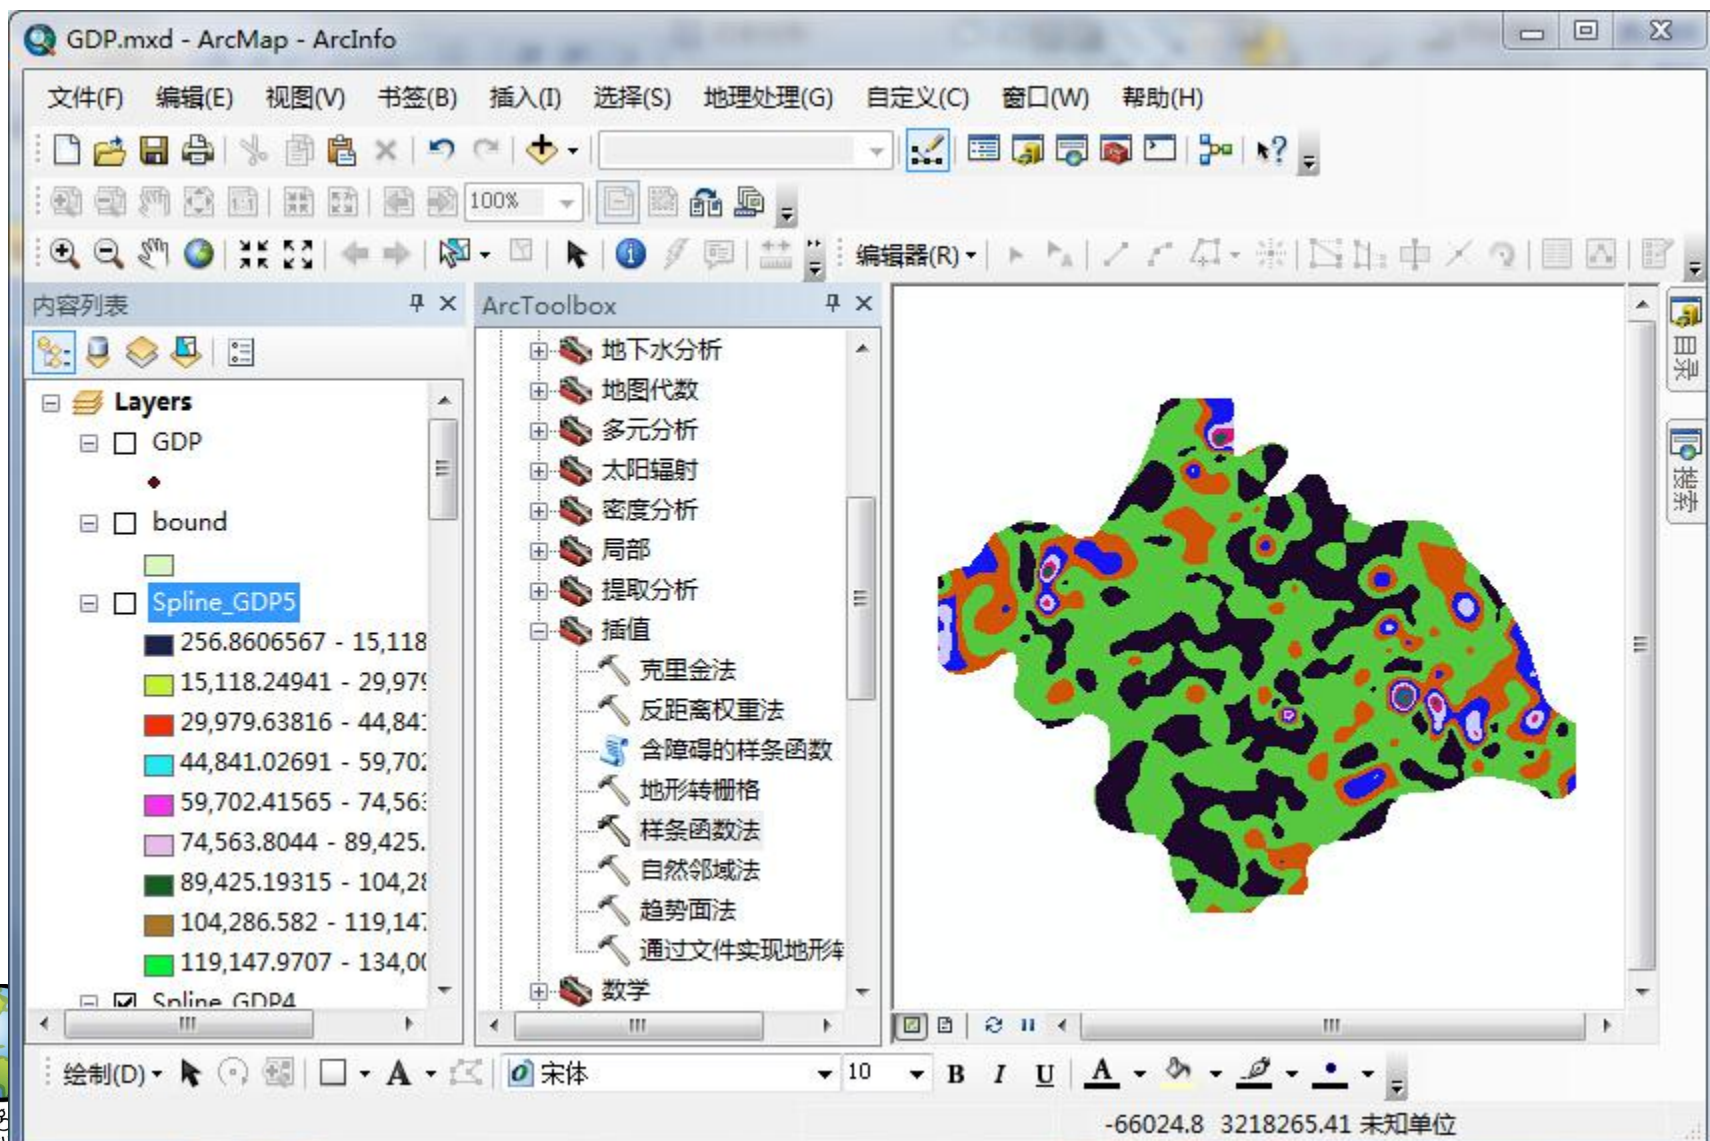 GDP.mxd - ArcMap - ArcInfo
文件(F) 编辑(E) 视图(V) 书签(B) 插入(I) 选择(S) 地理处理(G) 自定义(C) 窗口(W) 帮助(H)
100%
编辑器(R)
内容列表
Layers
GDP
bound
Spline_GDP5
256.8606567 - 15,118
15,118.24941 - 29,979
29,979.63816 - 44,841
44,841.02691 - 59,702
59,702.41565 - 74,563
74,563.8044 - 89,425.
89,425.19315 - 104,28
104,286.582 - 119,147
119,147.9707 - 134,00
Spline_GDP4
ArcToolbox
地下水分析
地图代数
多元分析
太阳辐射
密度分析
局部
提取分析
插值
克里金法
反距离权重法
含障碍的样条函数
地形转栅格
样条函数法
自然邻域法
趋势面法
通过文件实现地形转
数学
目录
搜索
绘制(D) A 宋体 10 B I U A
-66024.8 3218265.41 未知单位